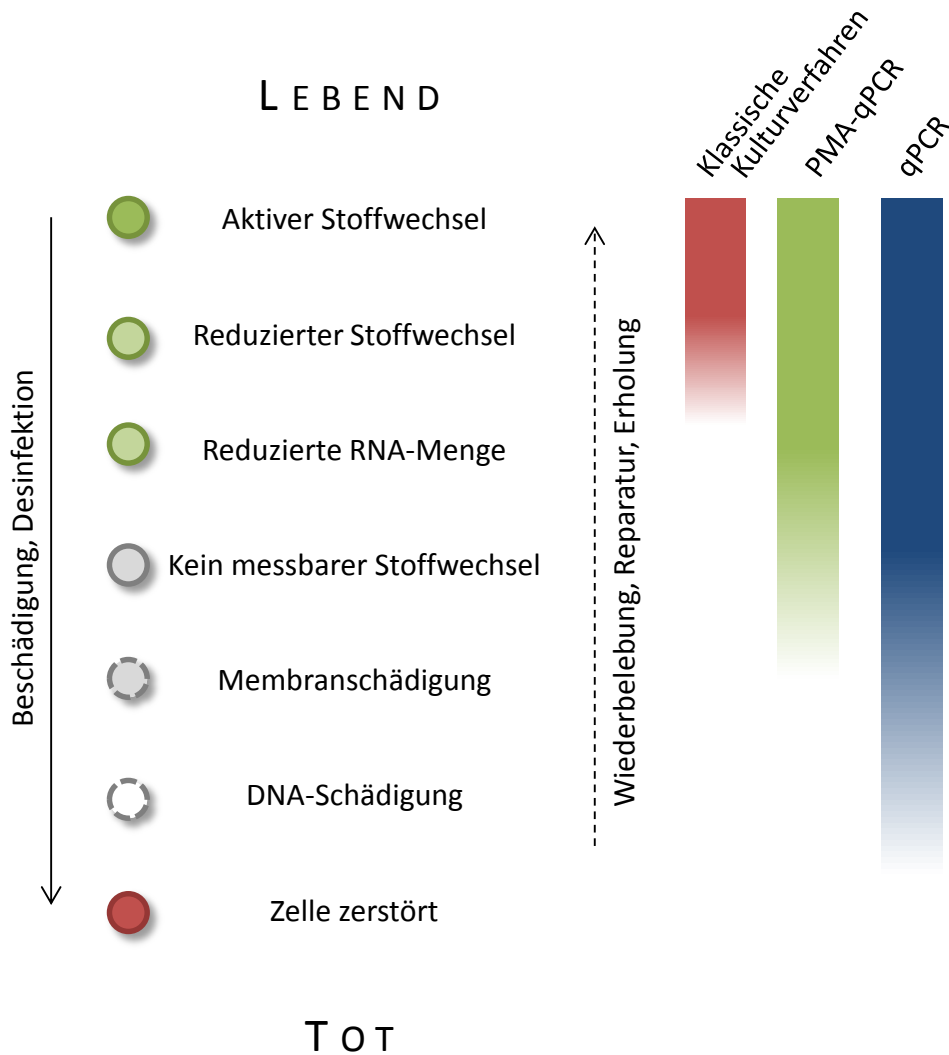 LEBEND
Klassische
Kulturverfahren
PMA-qPCR
qPCR
Aktiver Stoffwechsel
Reduzierter Stoffwechsel
Reduzierte RNA-Menge
Kein messbarer Stoffwechsel
Membranschädigung
DNA-Schädigung
Zelle zerstört
Beschädigung, Desinfektion
Wiederbelebung, Reparatur, Erholung
TOT